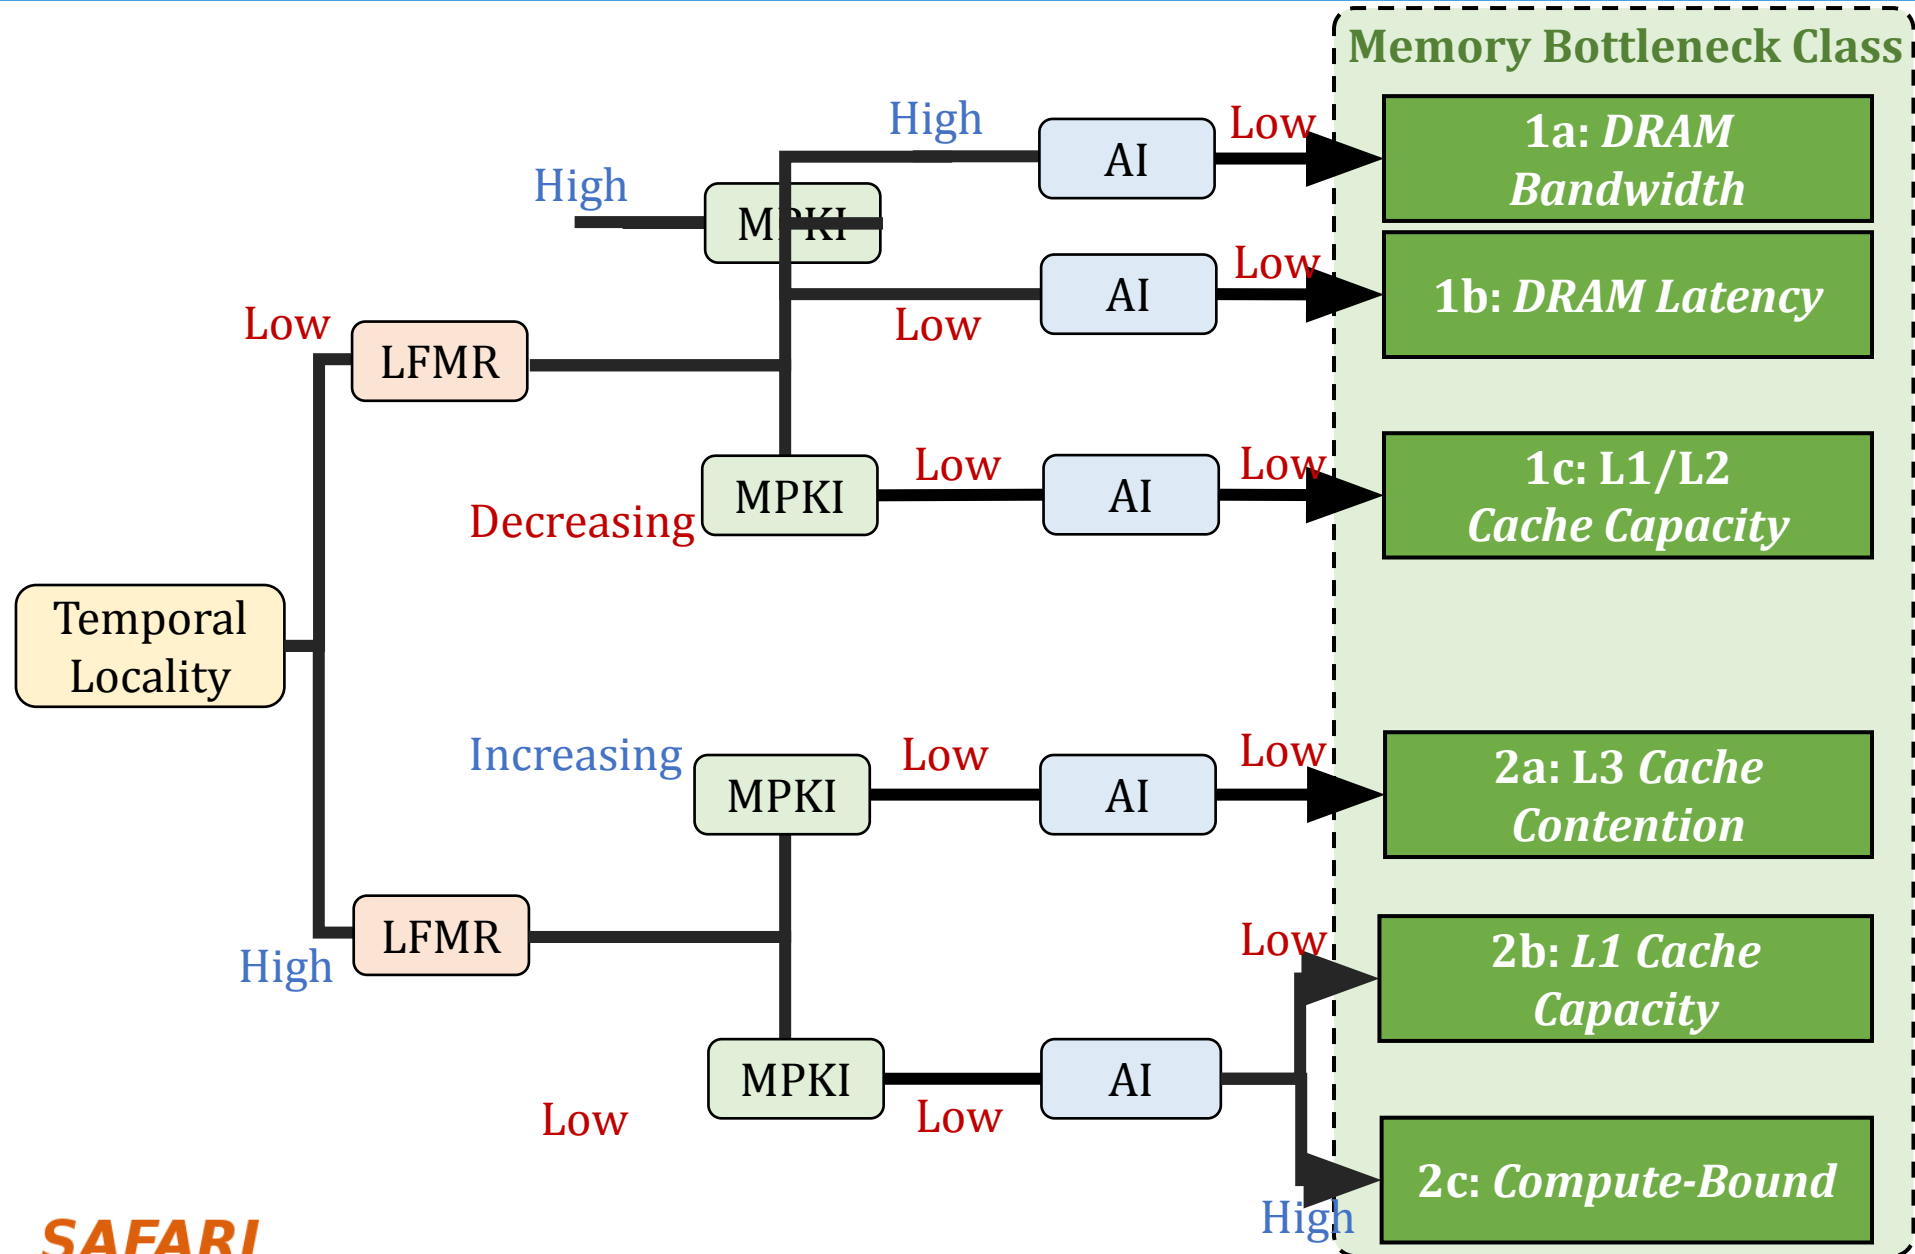 Memory Bottleneck Class
High
AI
Low
1a: DRAM
Bandwidth
High
MPKI
Low
AI
Low
1b: DRAM Latency
Low
LFMR
Decreasing
MPKI
Low
AI
Low
1c: L1/L2
Cache Capacity
Temporal
Locality
Increasing
MPKI
Low
AI
Low
2a: L3 Cache
Contention
High
LFMR
Low
2b: L1 Cache
Capacity
Low
MPKI
Low
AI
High
2c: Compute-Bound
SAFARI